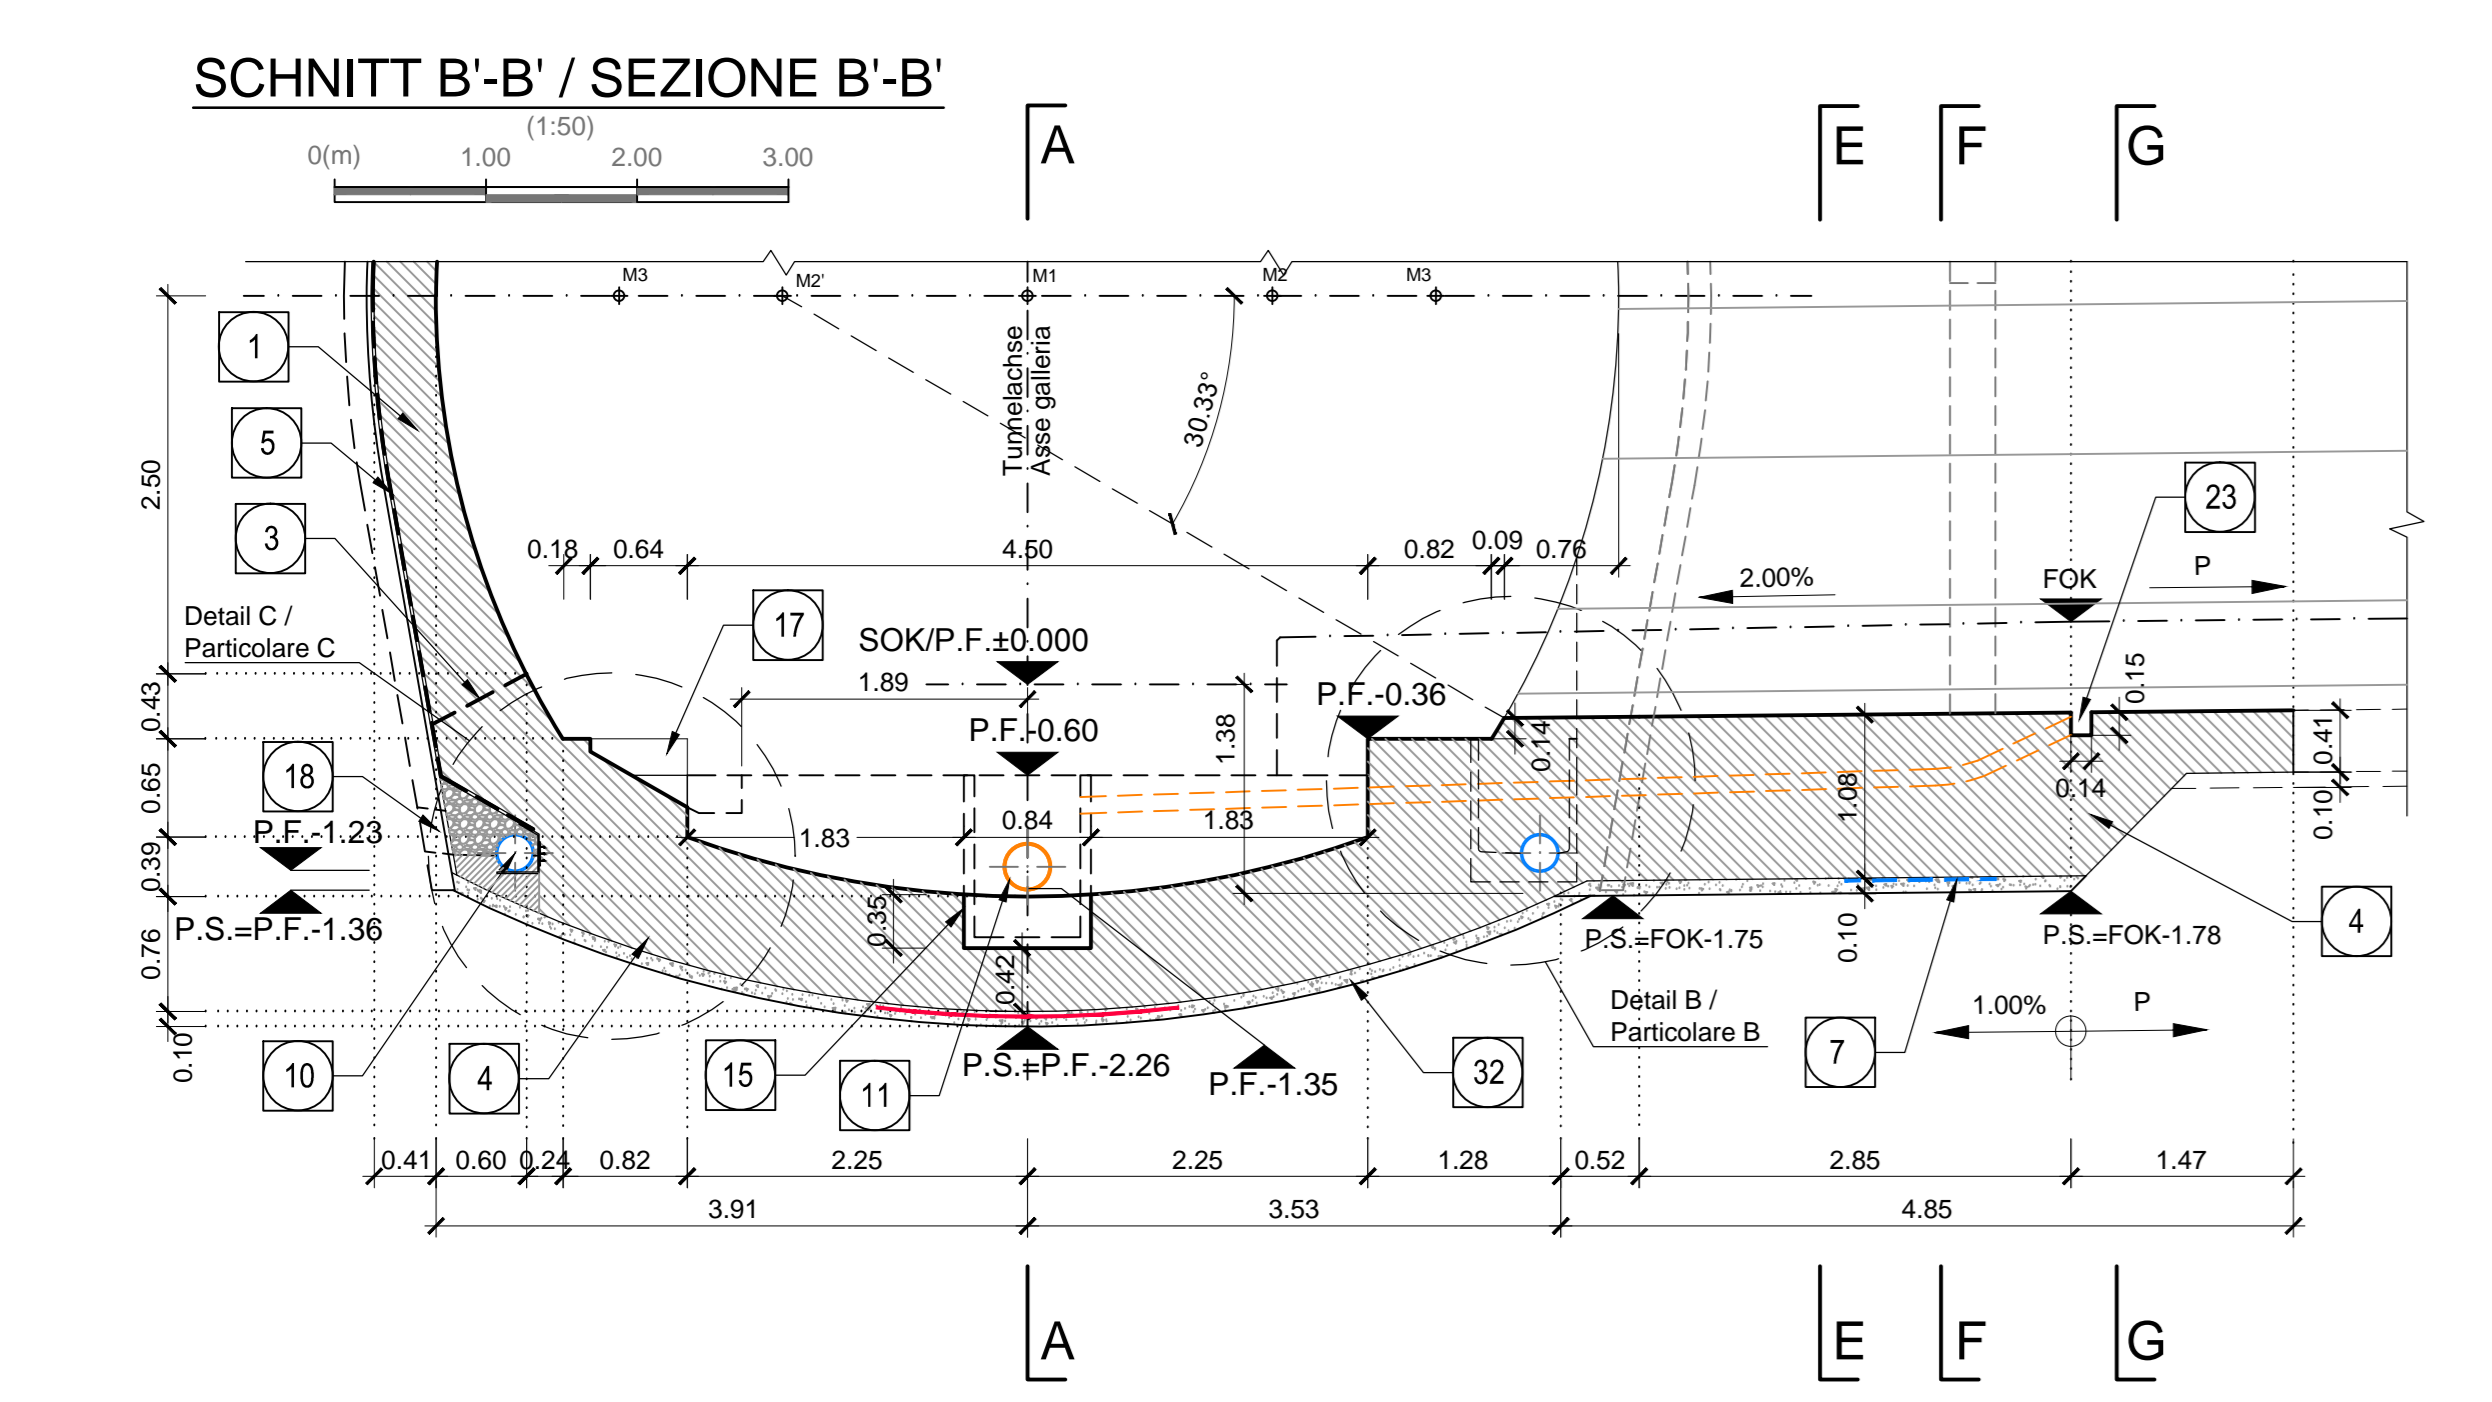 SCHNITT B'-B' / SEZIONE B'-B'
(1:50)
0(m) 1.00 2.00 3.00
A E F G
M3 M2' M1 M2 M3
1
Tunnelachse
Asse galleria
30.33°
5
2.50
23
3
0.18 0.64 4.50 0.82 0.09 0.76
2.00% FOK P
Detail C /
Particolare C
17
SOK/P.F.±0.000
1.89
P.F.-0.36
0.15
0.43
P.F.-0.60
1.38
0.14
0.41
18
0.65
1.08
0.14
0.10
P.F.-1.23
1.83 0.84 1.83
0.39
P.S.=P.F.-1.36
0.35
0.10
P.S.=FOK-1.75
P.S.=FOK-1.78
4
0.76
0.42
Detail B /
Particolare B
1.00% P
0.10
10
4
15
11
P.S.=P.F.-2.26
P.F.-1.35
32
7
0.41 0.60 0.24 0.82 2.25 2.25 1.28 0.52 2.85 1.47
3.91 3.53 4.85
A E F G